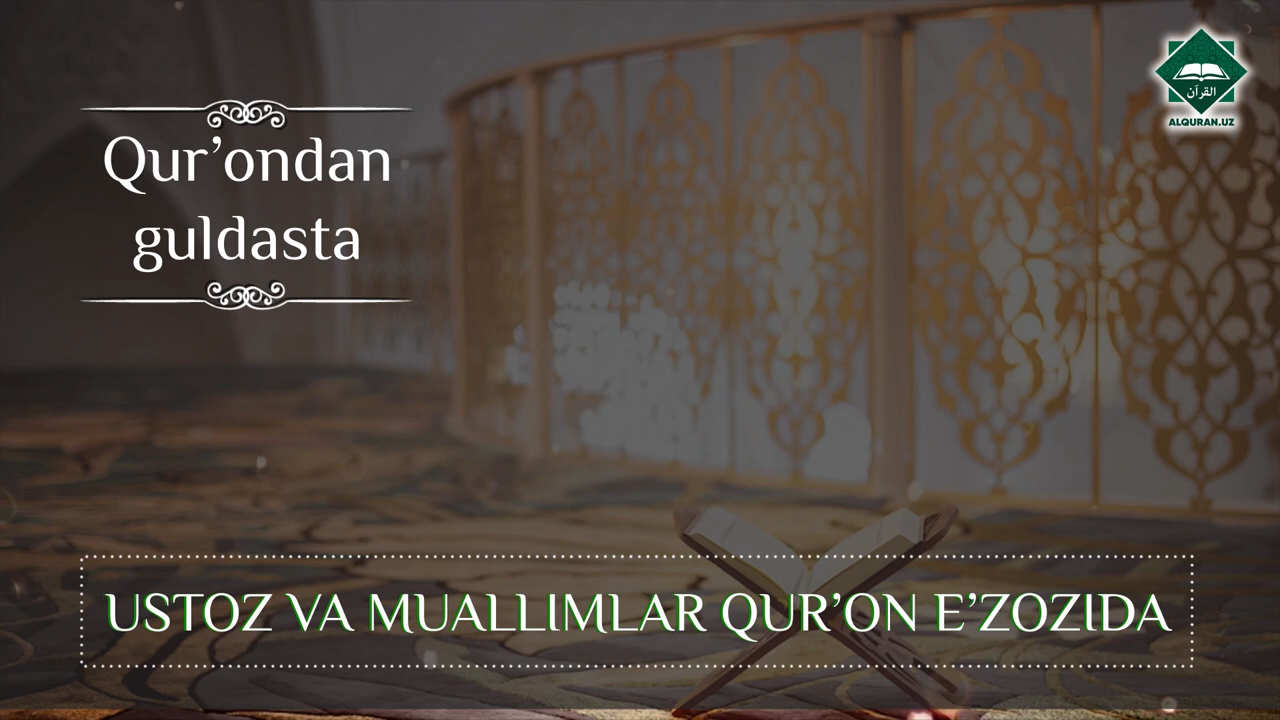 Qur’ondan
guldasta
القرآن
ALQURAN.UZ
USTOZ VA MUALLIMLAR QUR’ON E’ZOZIDA